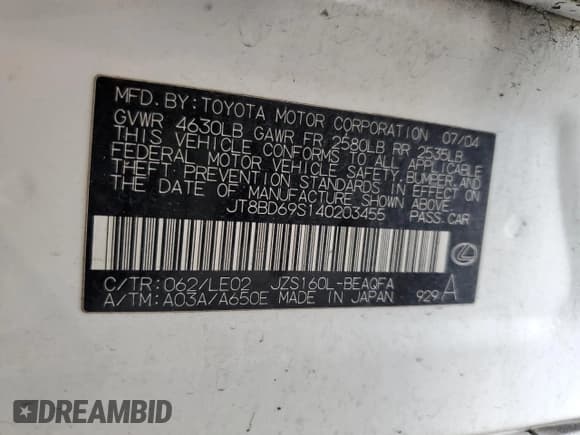 MFD. BY: TOYOTA MOTOR CORPORATION 07/04
GVWR 4630LB GAWR FR 2580LB RR 2535LB
THIS VEHICLE CONFORMS TO ALL APPLICABLE
FEDERAL MOTOR VEHICLE SAFETY, BUMPER, AND
THEFT PREVENTION STANDARDS IN EFFECT ON
THE DATE OF MANUFACTURE SHOWN ABOVE.
JT8BD69S140203455 PASS. CAR
C/TR: 062/LE02 JZS160L-BEAQFA
A/TM: A03A/A650E MADE IN JAPAN 929 A
DREAMBID